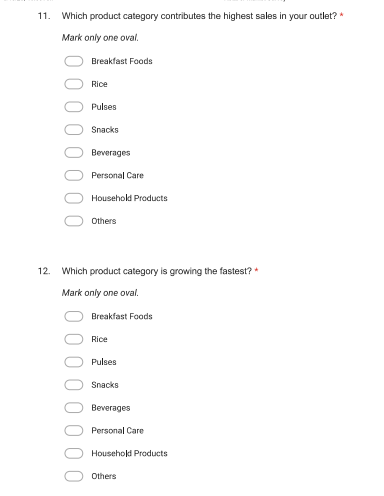 11. Which product category contributes the highest sales in your outlet? *
Mark only one oval.
Breakfast Foods
Rice
Pulses
Snacks
Beverages
Personal Care
Household Products
Others
12. Which product category is growing the fastest? *
Mark only one oval.
Breakfast Foods
Rice
Pulses
Snacks
Beverages
Personal Care
Household Products
Others